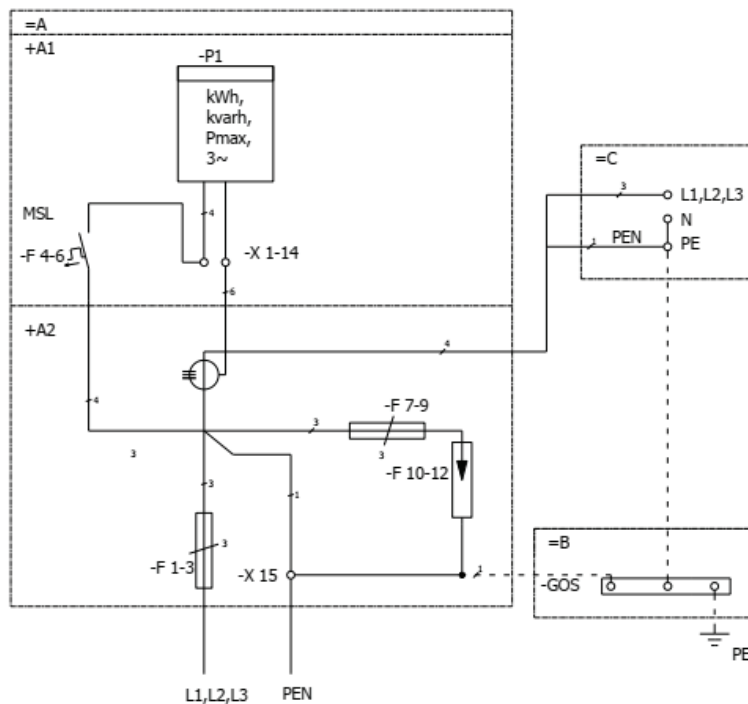 =A
+A1
-P1
kWh,
kvarh,
Pmax,
3~
=C
3
L1,L2,L3
MSL
4
N
-F 4-6
-X 1-14
1
PEN
PE
6
+A2
4
4
-F 7-9
3
3
3
-F 10-12
3
1
3
=B
-F 1-3
-X 15
1
-GOS
PE
L1,L2,L3
PEN